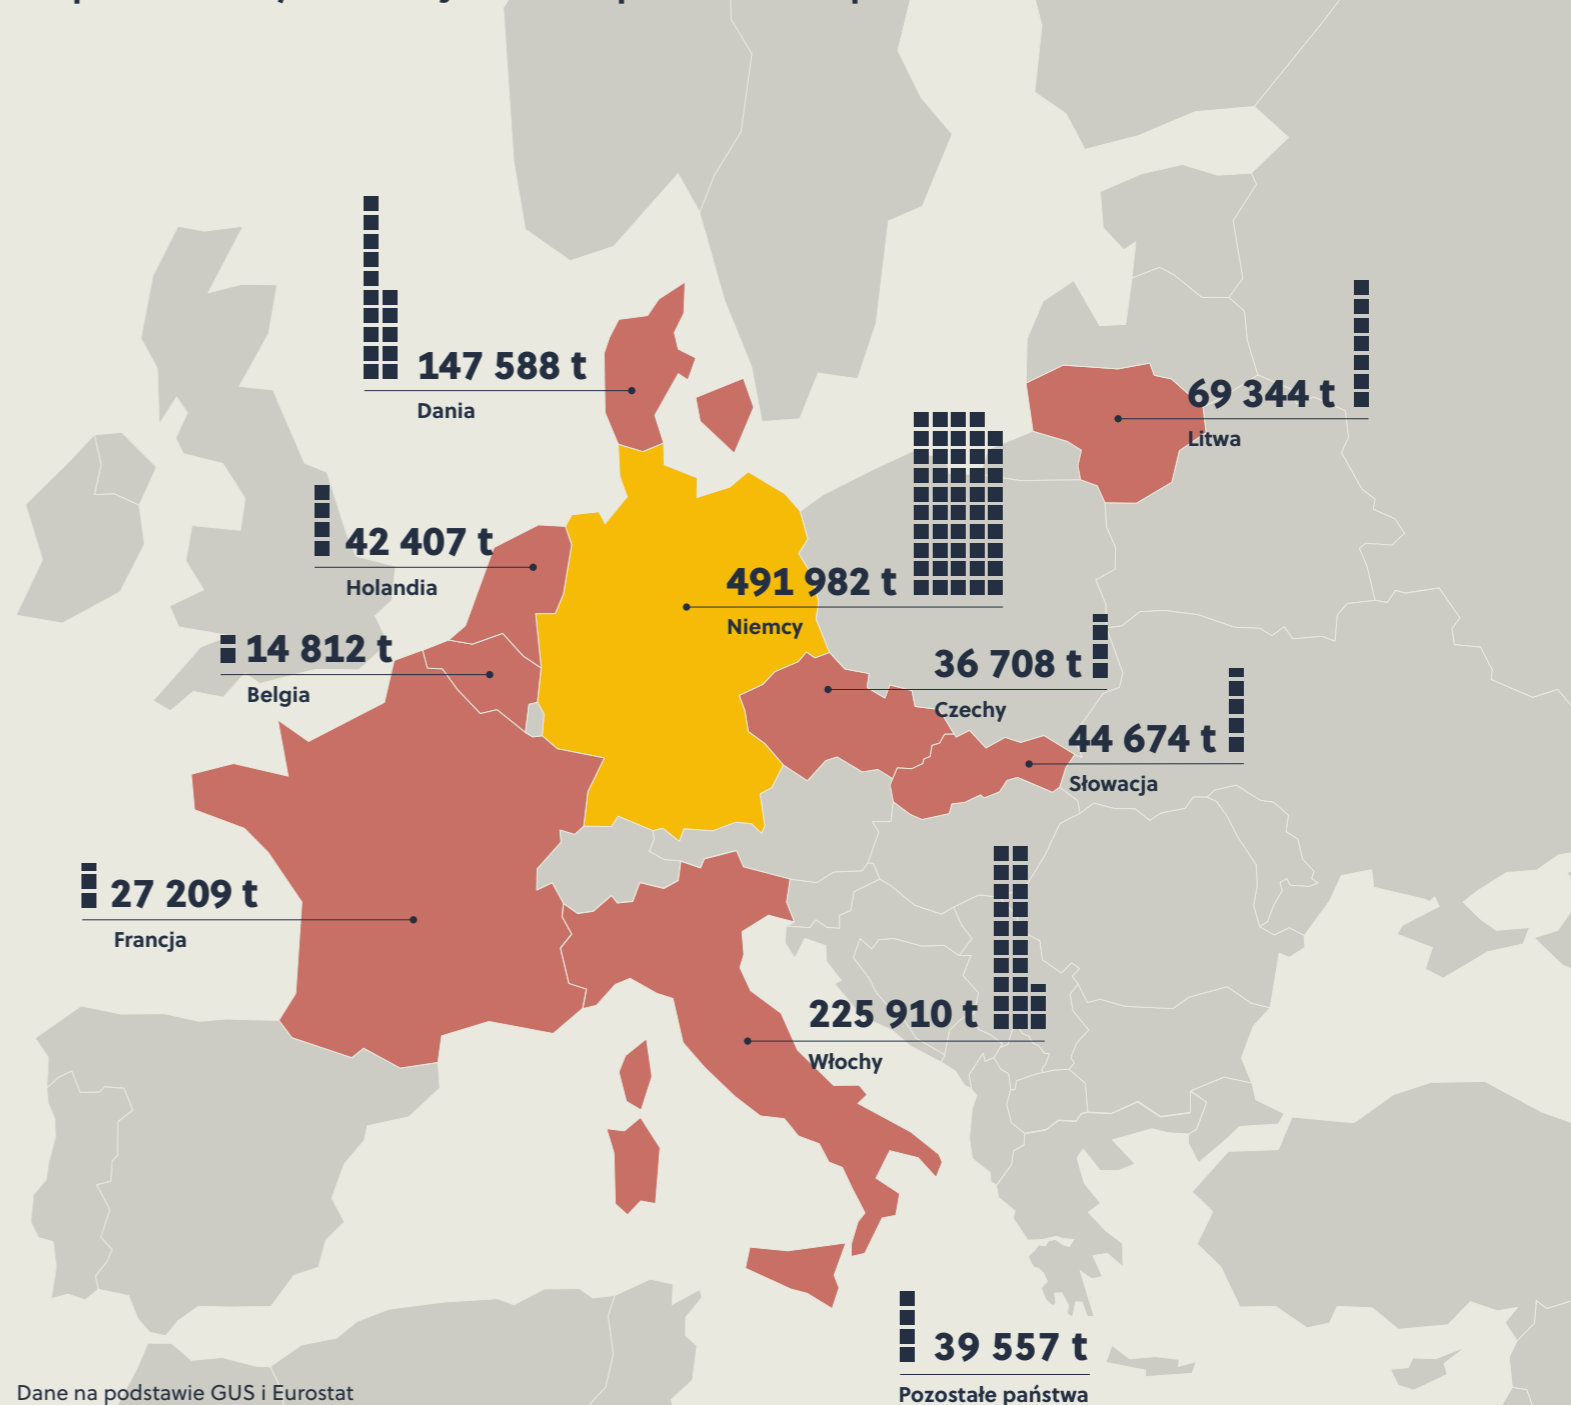 147 588 t
Dania
69 344 t
Litwa
42 407 t
Holandia
491 982 t
Niemcy
14 812 t
Belgia
36 708 t
Czechy
44 674 t
Słowacja
27 209 t
Francja
225 910 t
Włochy
39 557 t
Pozostałe państwa
Dane na podstawie GUS i Eurostat